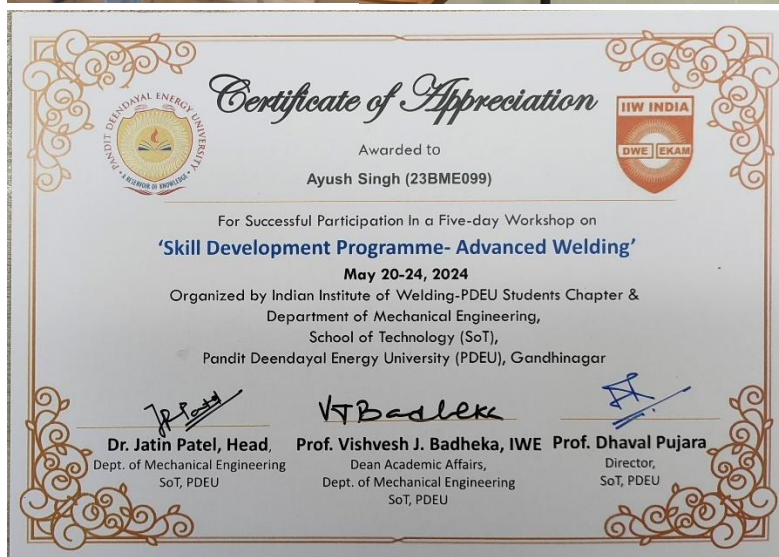 Certificate of Appreciation
PANDIT DEENDAYAL ENERGY UNIVERSITY
• A RESERVOIR OF KNOWLEDGE •
IIW INDIA
DWE EKAM
Awarded to
Ayush Singh (23BME099)
For Successful Participation In a Five-day Workshop on
‘Skill Development Programme- Advanced Welding’
May 20-24, 2024
Organized by Indian Institute of Welding-PDEU Students Chapter &
Department of Mechanical Engineering,
School of Technology (SoT),
Pandit Deendayal Energy University (PDEU), Gandhinagar
JRPatel
VJBadheka
Dr. Jatin Patel, Head,
Dept. of Mechanical Engineering
SoT, PDEU
Prof. Vishvesh J. Badheka, IWE
Dean Academic Affairs,
Dept. of Mechanical Engineering
SoT, PDEU
Prof. Dhaval Pujara
Director,
SoT, PDEU